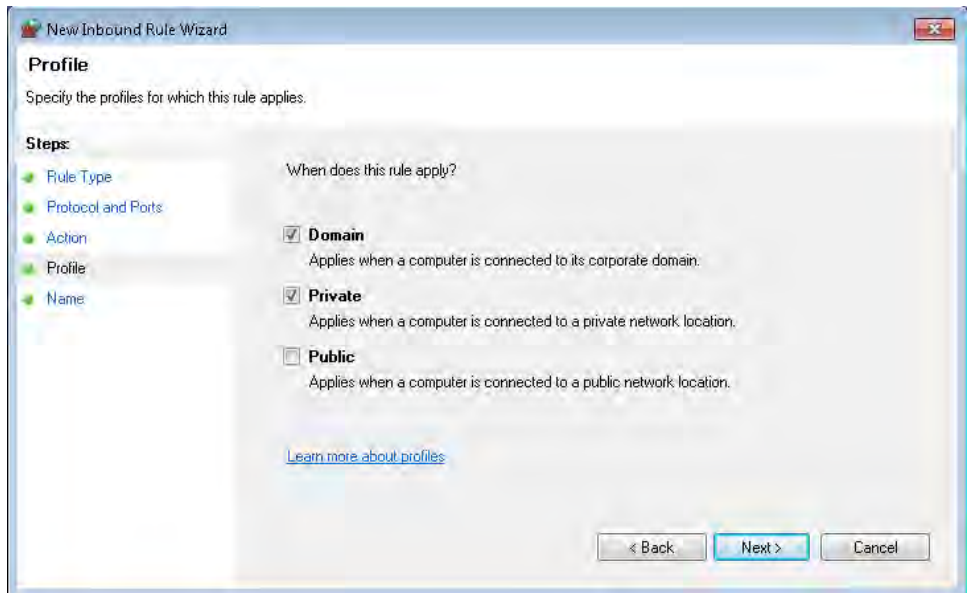 New Inbound Rule Wizard
Profile
Specify the profiles for which this rule applies.
Steps:
Rule Type
Protocol and Ports
Action
Profile
Name
When does this rule apply?
Domain
Applies when a computer is connected to its corporate domain.
Private
Applies when a computer is connected to a private network location.
Public
Applies when a computer is connected to a public network location.
Learn more about profiles
< Back
Next >
Cancel